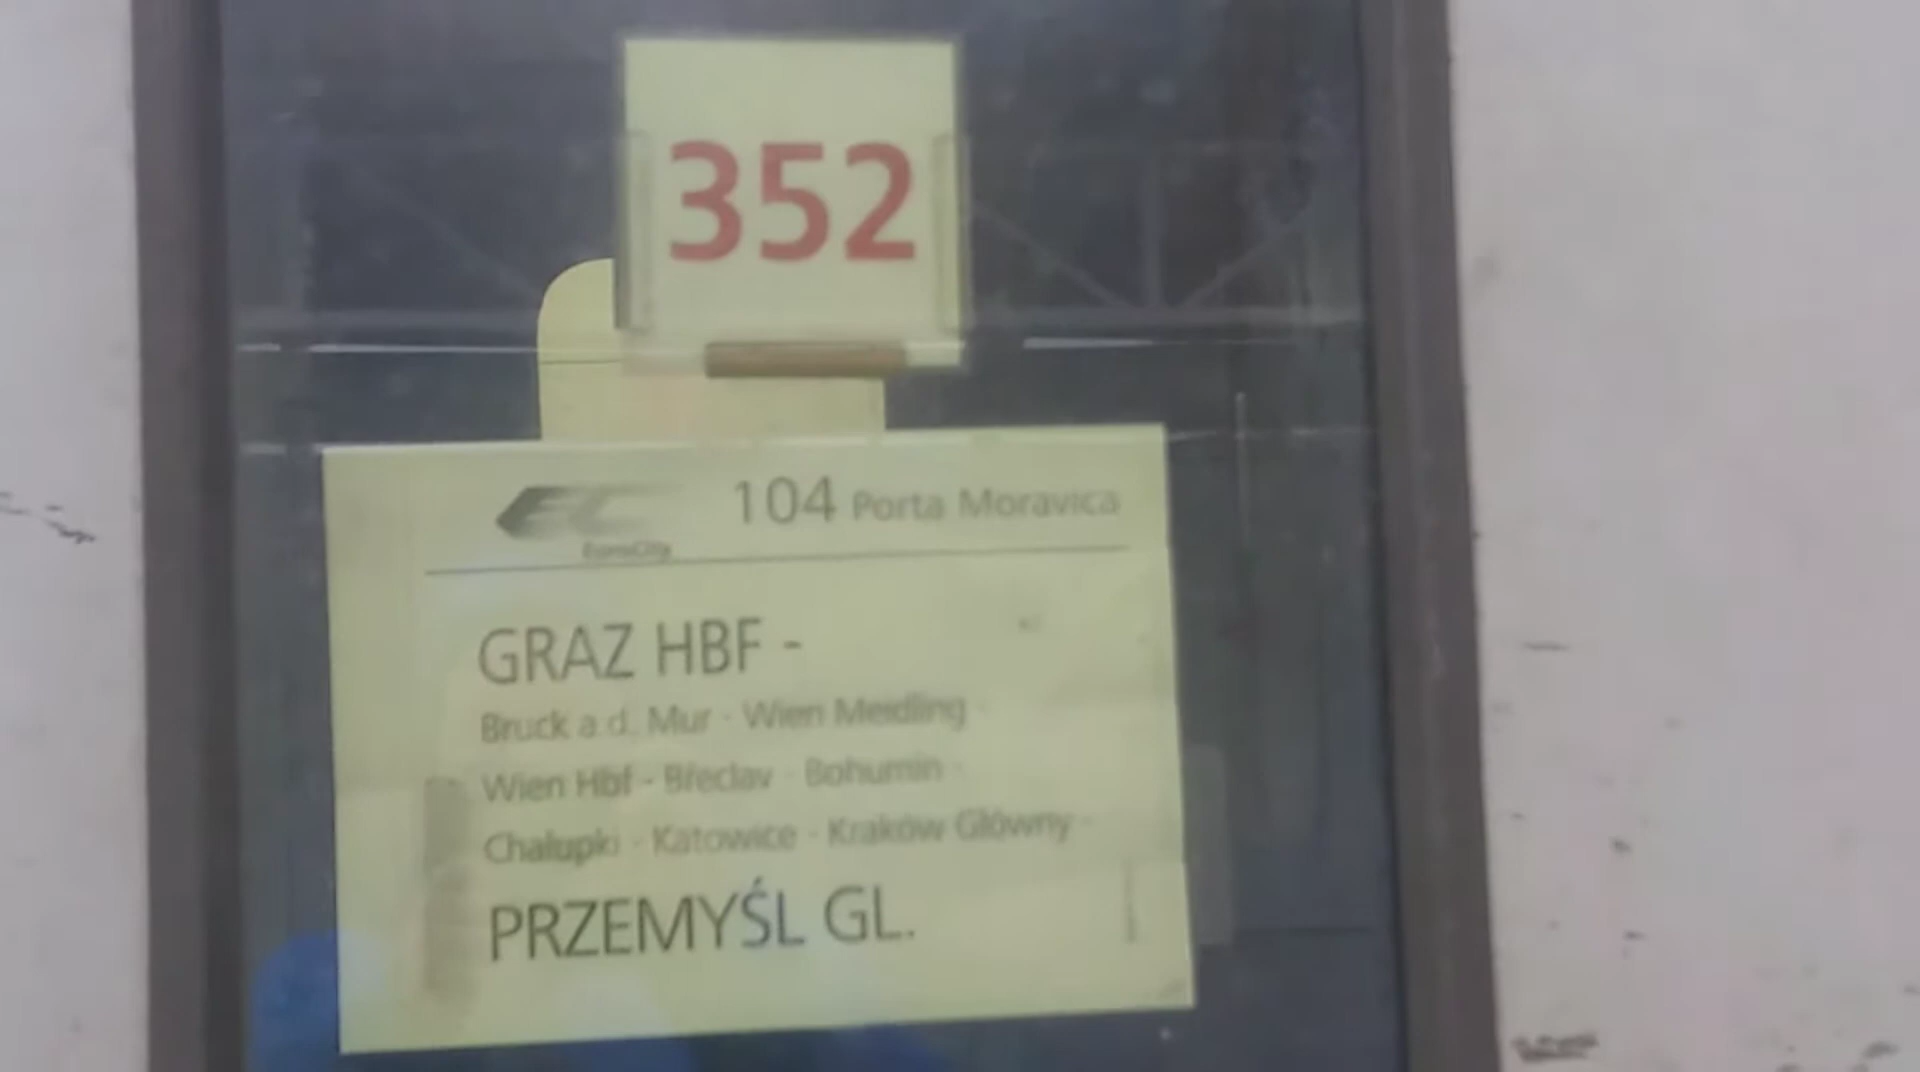 352
EC 104 Porta Moravica
EuroCity
GRAZ HBF -
Bruck a.d. Mur - Wien Meidling -
Wien Hbf - Břeclav - Bohumín -
Chałupki - Katowice - Kraków Główny -
PRZEMYŚL GL.